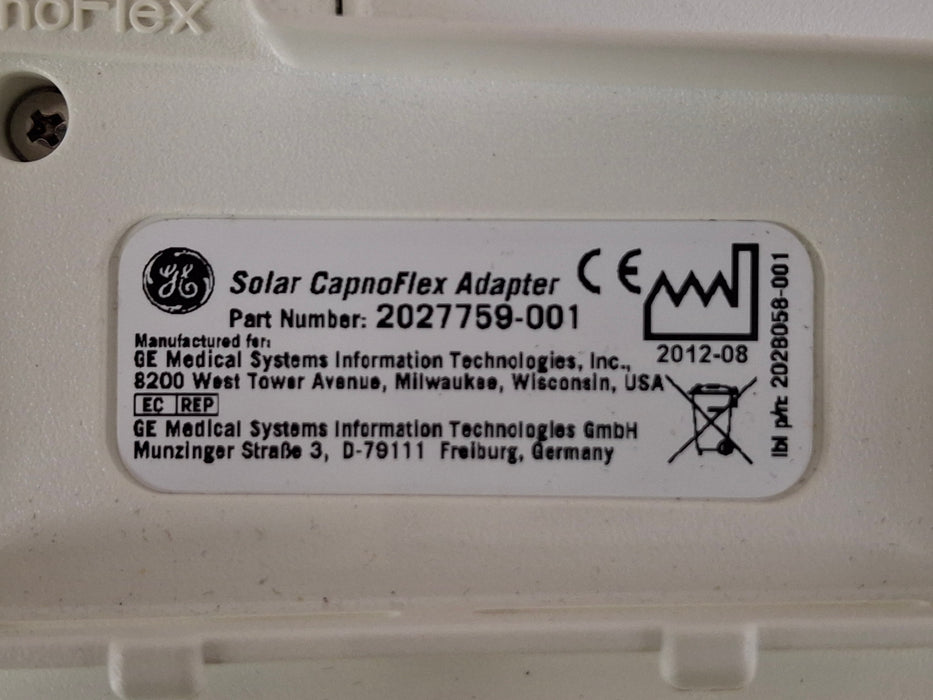 noFlex
GE
Solar CapnoFlex Adapter
CE
Part Number: 2027759-001
2012-08
Manufactured for:
GE Medical Systems Information Technologies, Inc.,
8200 West Tower Avenue, Milwaukee, Wisconsin, USA
EC REP
GE Medical Systems Information Technologies GmbH
Munzinger Straße 3, D-79111 Freiburg, Germany
lbl p/n: 2028058-001